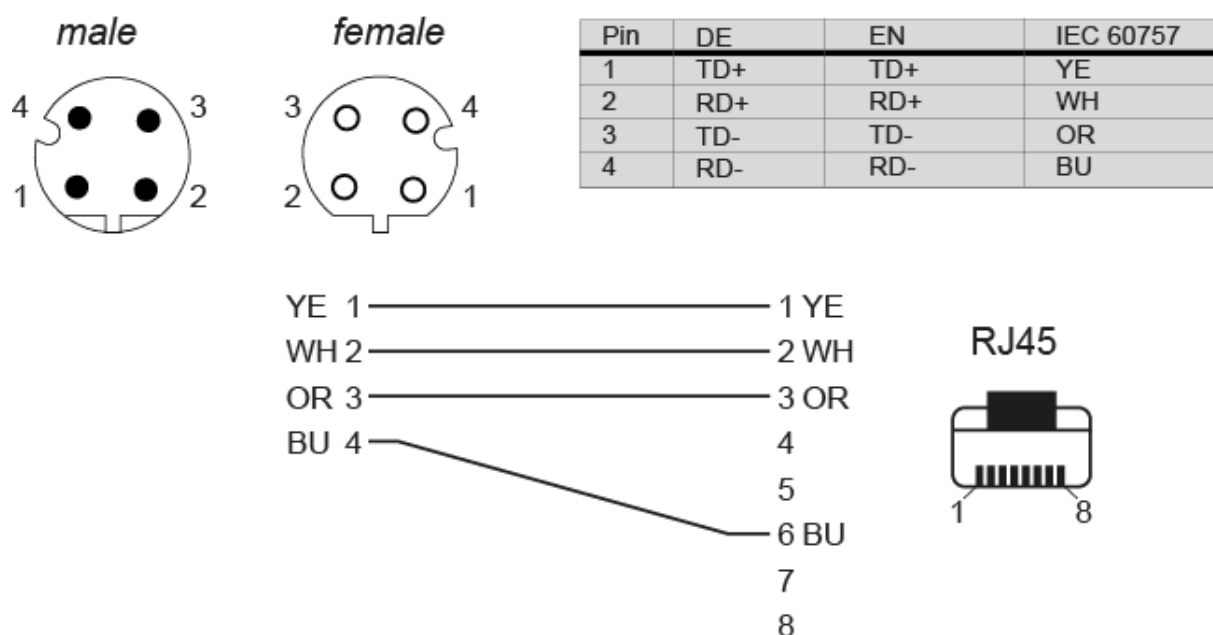 male
female
4 3
1 2
3 4
2 1
Pin DE EN IEC 60757
1 TD+ TD+ YE
2 RD+ RD+ WH
3 TD- TD- OR
4 RD- RD- BU
YE 1 1 YE
WH 2 2 WH
OR 3 3 OR
BU 4 4
5
6 BU
7
8
RJ45
1 8